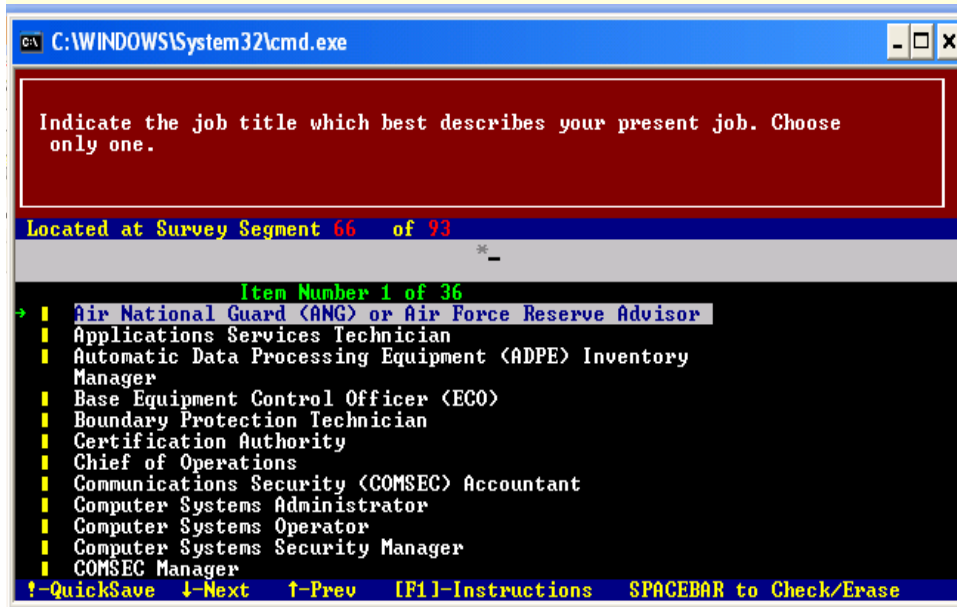 C:\WINDOWS\System32\cmd.exe
Indicate the job title which best describes your present job. Choose
only one.
Located at Survey Segment 66 of 93
*_
Item Number 1 of 36
→ Air National Guard (ANG) or Air Force Reserve Advisor
Applications Services Technician
Automatic Data Processing Equipment (ADPE) Inventory
Manager
Base Equipment Control Officer (ECO)
Boundary Protection Technician
Certification Authority
Chief of Operations
Communications Security (COMSEC) Accountant
Computer Systems Administrator
Computer Systems Operator
Computer Systems Security Manager
COMSEC Manager
!-QuickSave ↓-Next ↑-Prev [F1]-Instructions SPACEBAR to Check/Erase